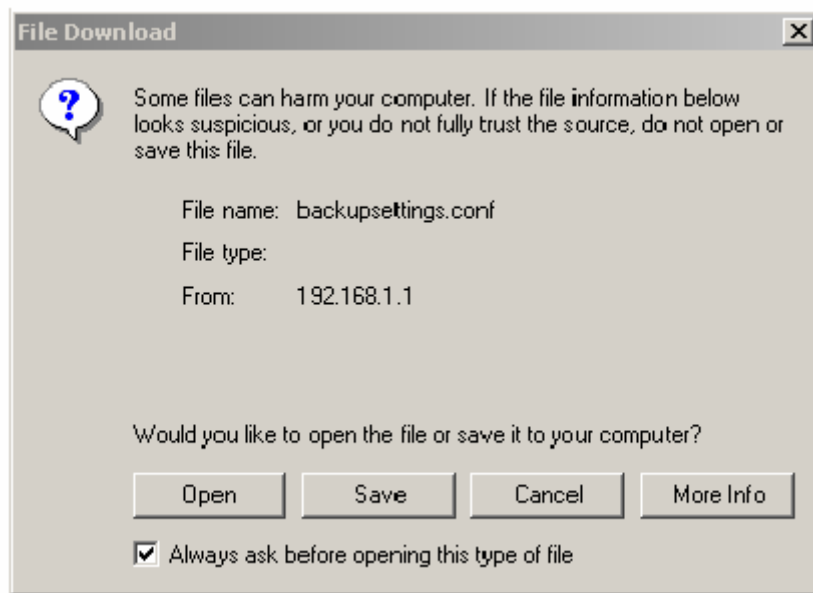 File Download
Some files can harm your computer. If the file information below
looks suspicious, or you do not fully trust the source, do not open or
save this file.
File name: backupsettings.conf
File type:
From: 192.168.1.1
Would you like to open the file or save it to your computer?
Open Save Cancel More Info
Always ask before opening this type of file